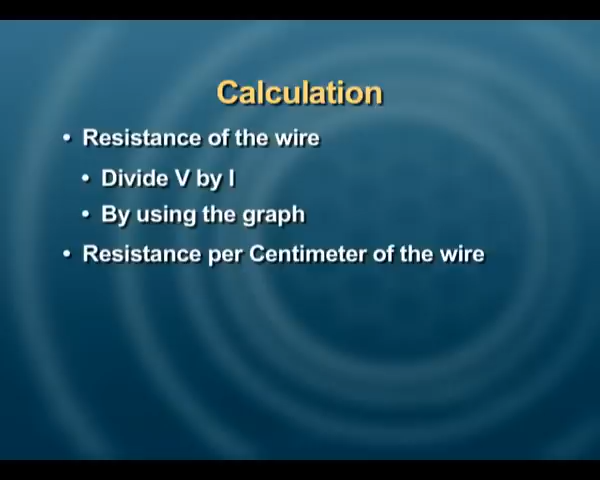 Calculation
• Resistance of the wire
• Divide V by I
• By using the graph
• Resistance per Centimeter of the wire